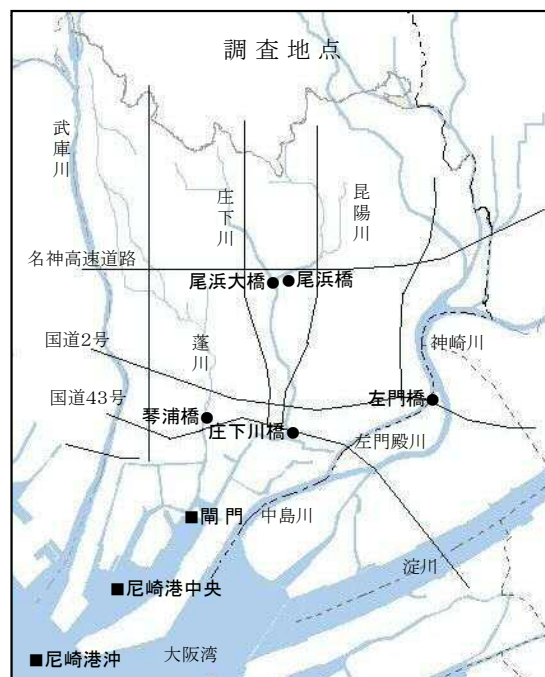 調査地点
武庫川
庄下川
昆陽川
名神高速道路
尾浜大橋
尾浜橋
国道2号
蓬川
神崎川
国道43号
左門橋
琴浦橋
庄下川橋
左門殿川
閘門
中島川
淀川
尼崎港中央
尼崎港沖
大阪湾